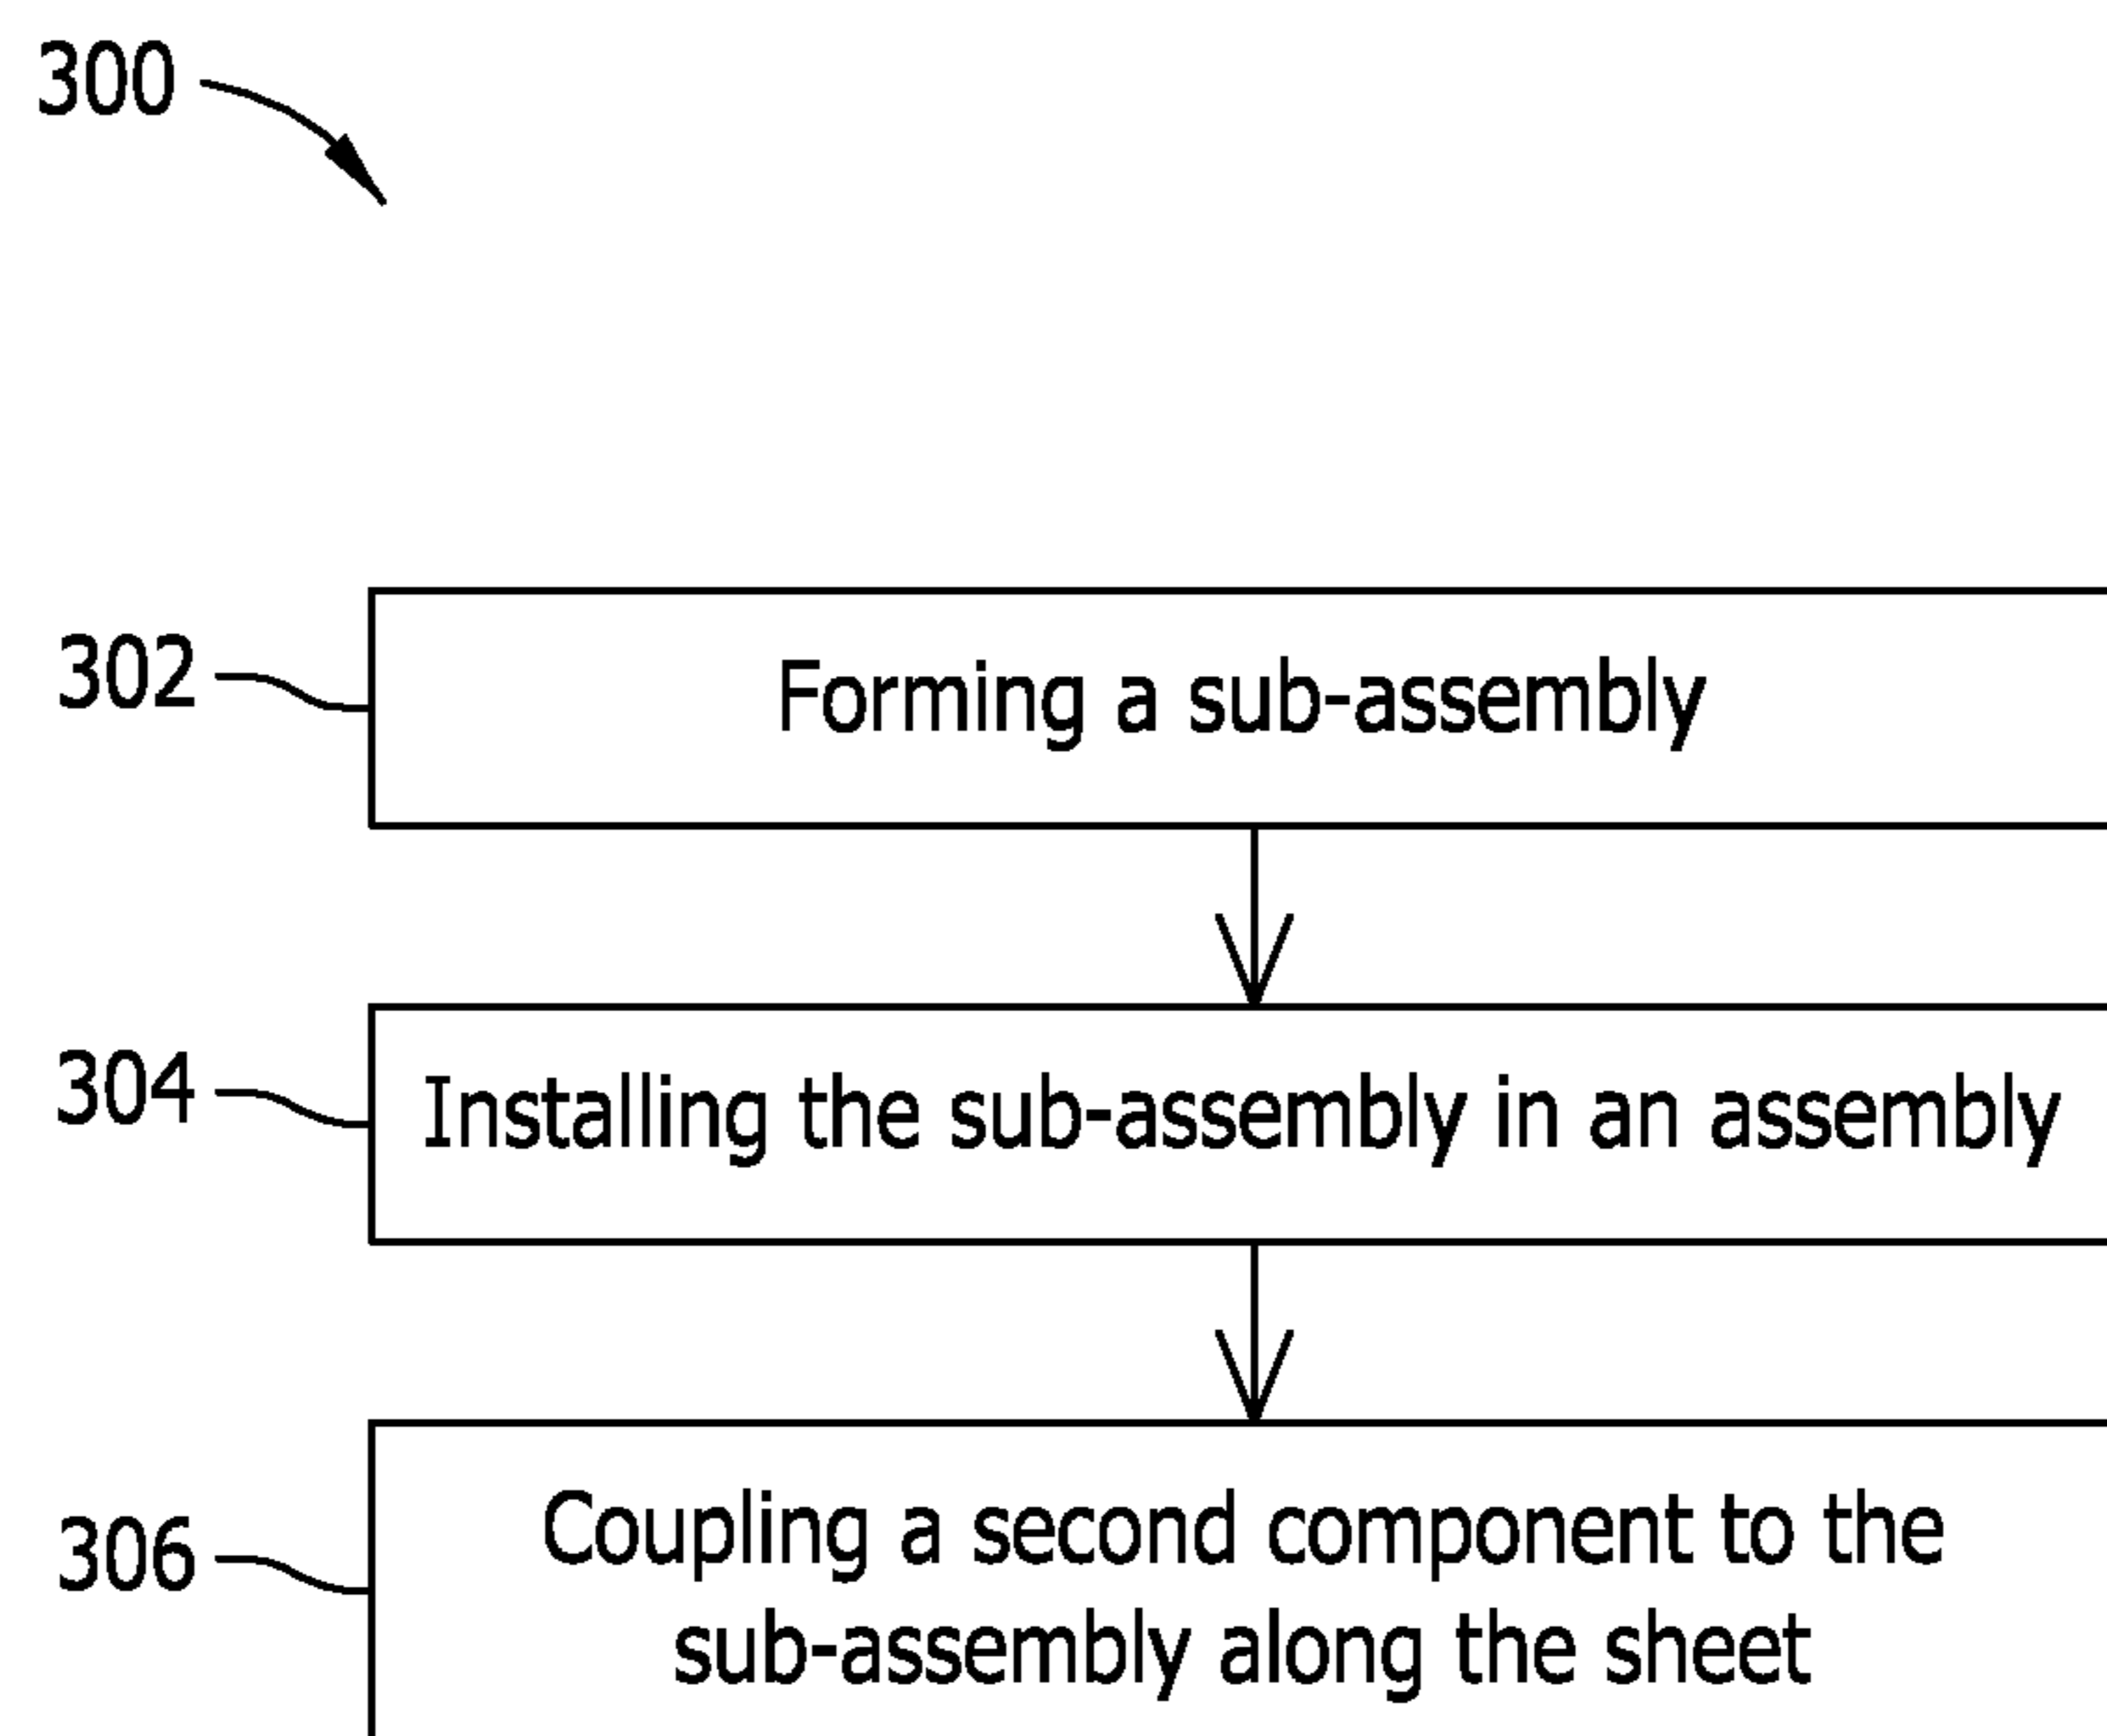 300
302
Forming a sub-assembly
304
Installing the sub-assembly in an assembly
306
Coupling a second component to the
sub-assembly along the sheet